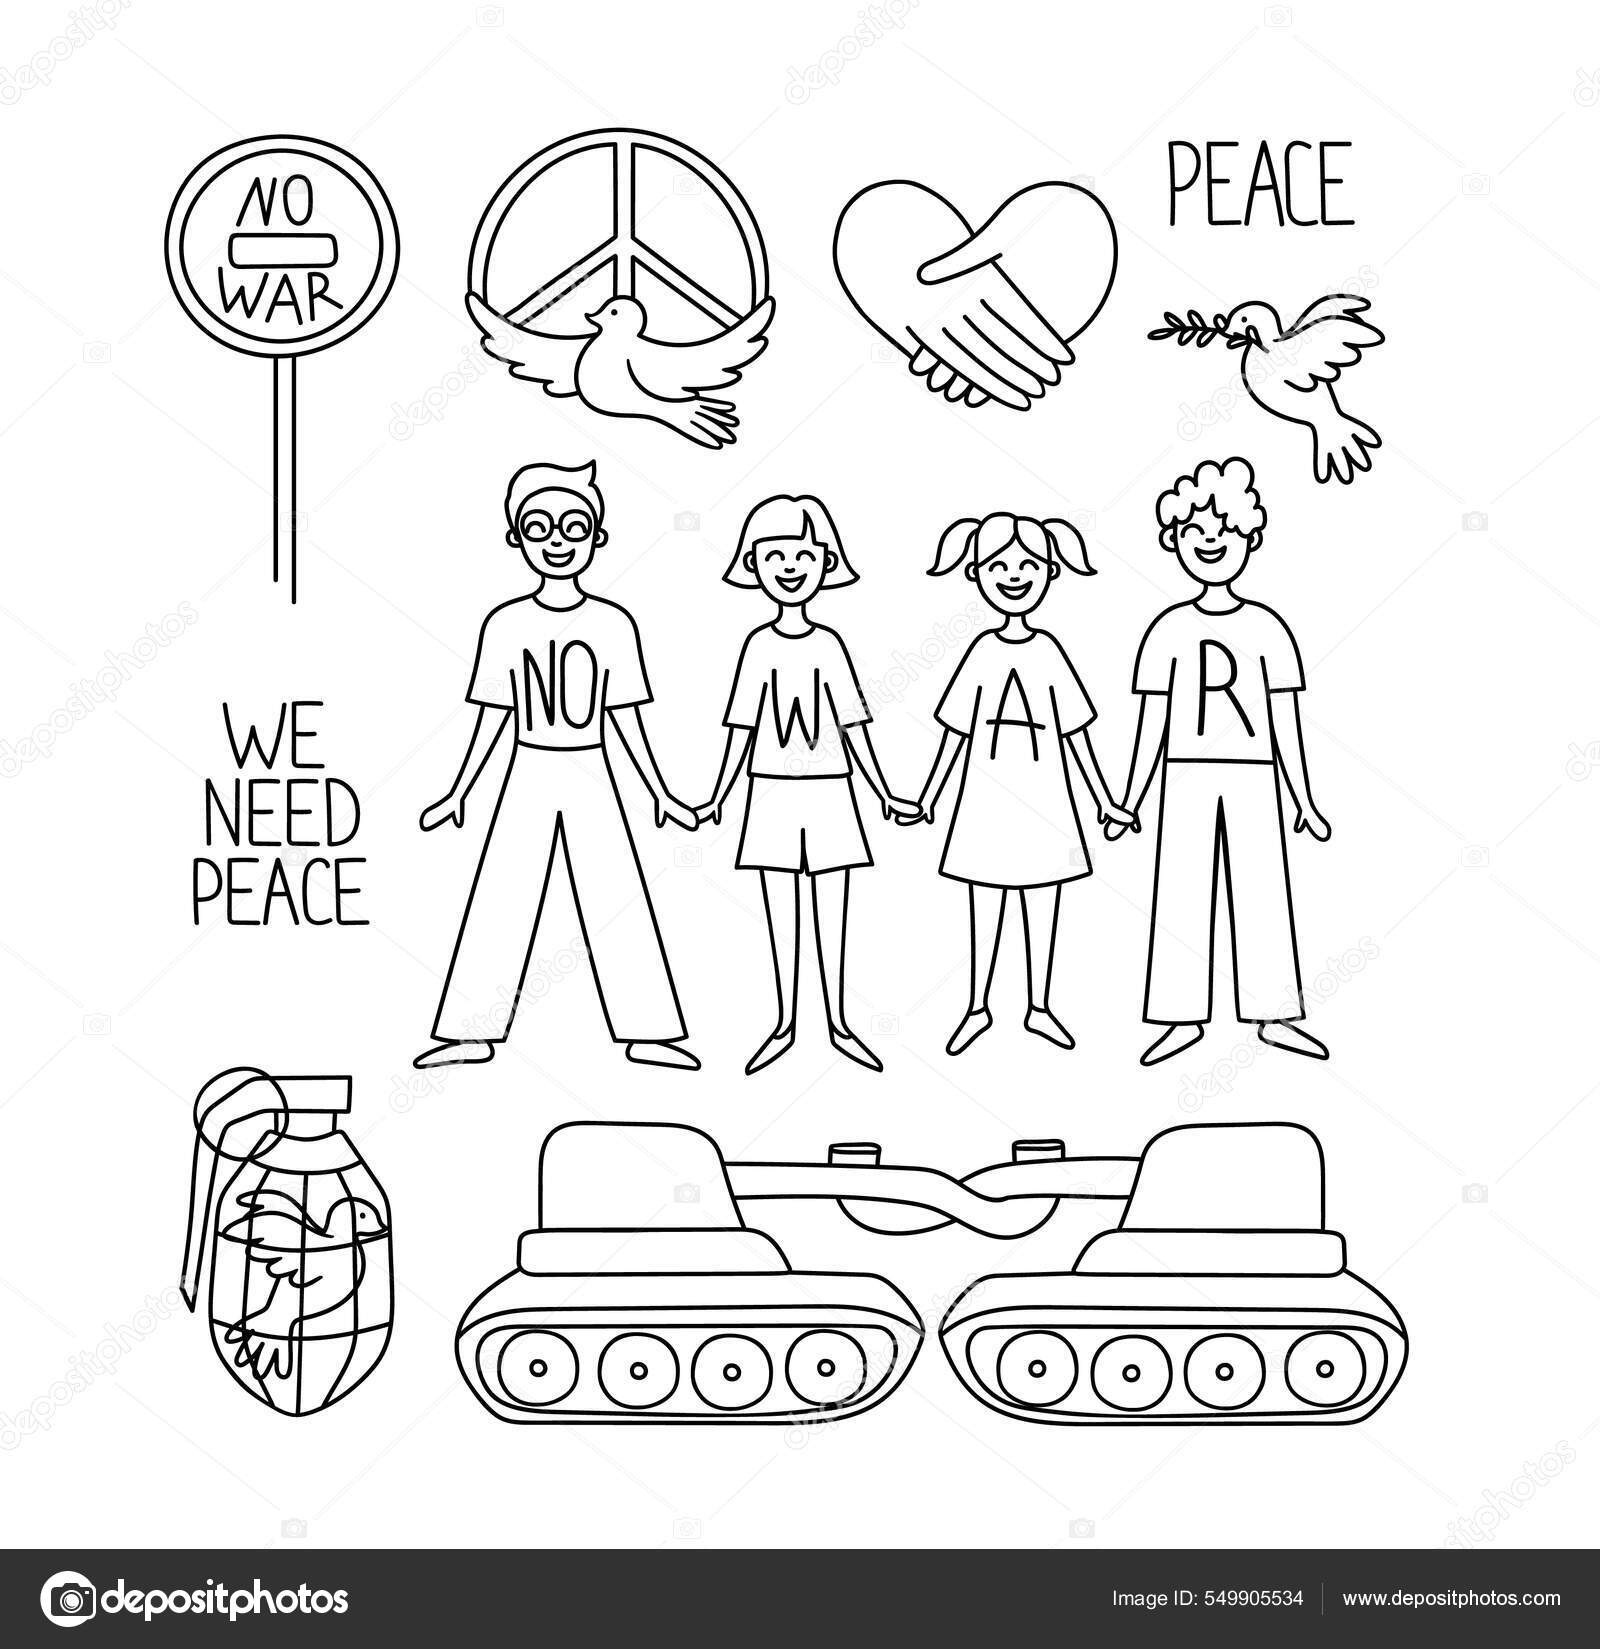 NO
WAR
PEACE
NO W A R
WE
NEED
PEACE
depositphotos
Image ID: 549905534 www.depositphotos.com